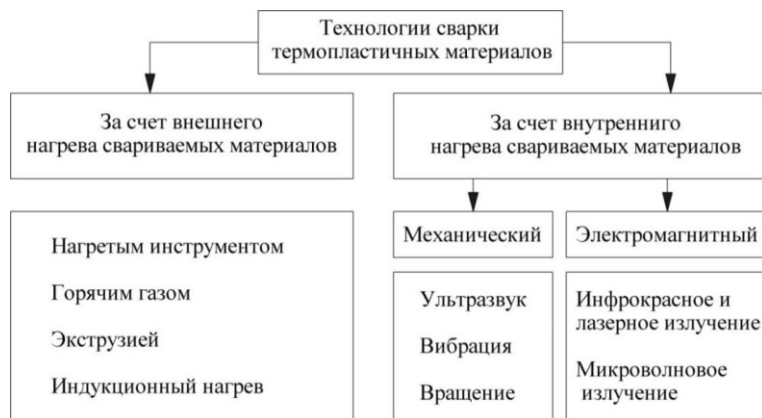 Технологии сварки
термопластичных материалов
За счет внешнего
нагрева свариваемых материалов
За счет внутренниго
нагрева свариваемых материалов
Нагретым инструментом
Горячим газом
Экструзией
Индукционный нагрев
Механический
Электромагнитный
Ультразвук
Вибрация
Вращение
Инфрокрасное и
лазерное излучение
Микроволновое
излучение